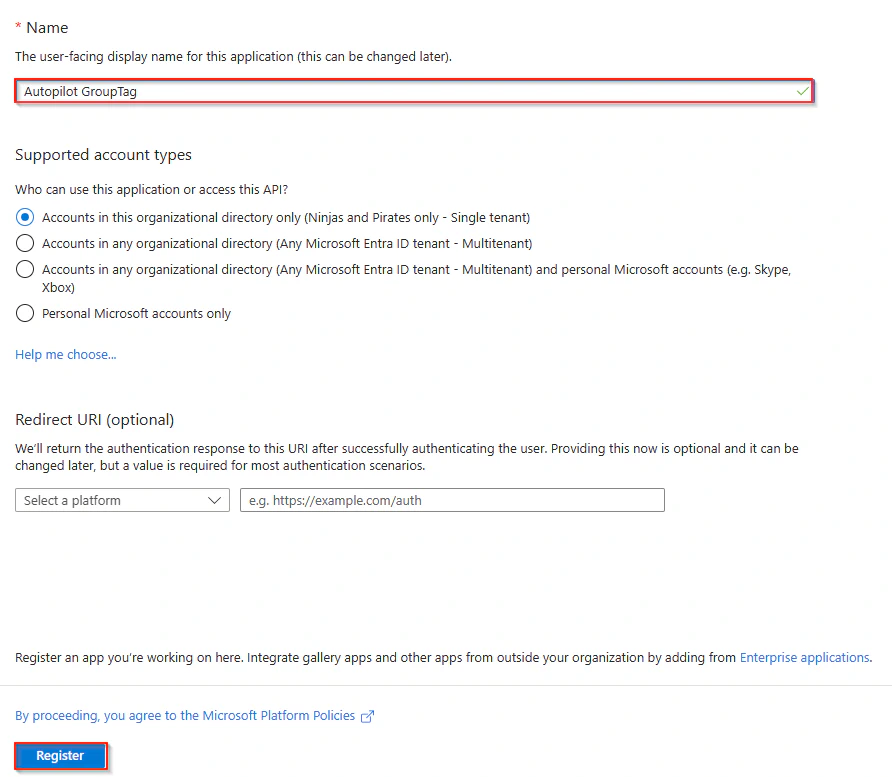 * Name
The user-facing display name for this application (this can be changed later).
Autopilot GroupTag
Supported account types
Who can use this application or access this API?
Accounts in this organizational directory only (Ninjas and Pirates only - Single tenant)
Accounts in any organizational directory (Any Microsoft Entra ID tenant - Multitenant)
Accounts in any organizational directory (Any Microsoft Entra ID tenant - Multitenant) and personal Microsoft accounts (e.g. Skype,
Xbox)
Personal Microsoft accounts only
Help me choose...
Redirect URI (optional)
We'll return the authentication response to this URI after successfully authenticating the user. Providing this now is optional and it can be
changed later, but a value is required for most authentication scenarios.
Select a platform
e.g. https://example.com/auth
Register an app you're working on here. Integrate gallery apps and other apps from outside your organization by adding from Enterprise applications.
By proceeding, you agree to the Microsoft Platform Policies
Register